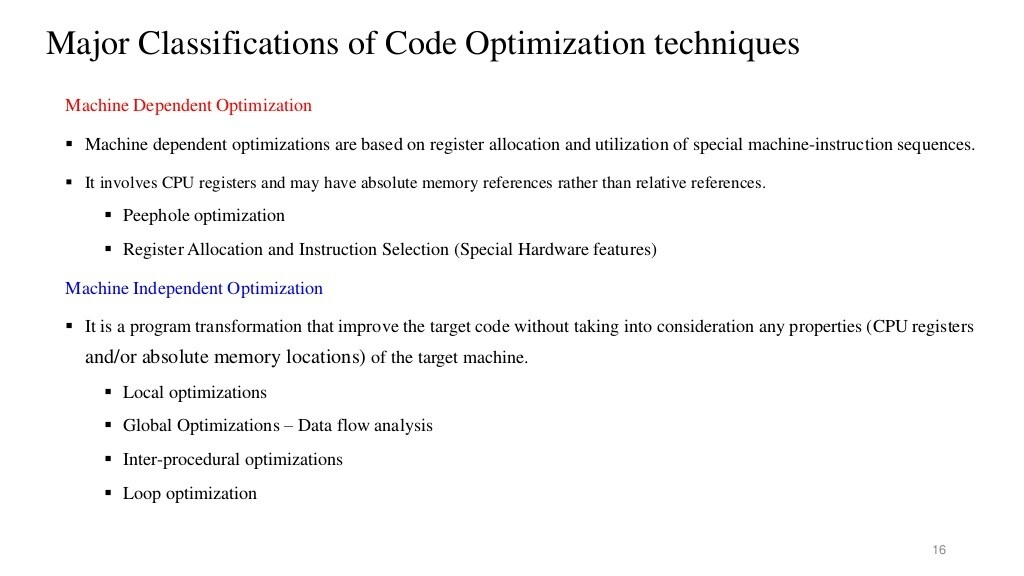 Major Classifications of Code Optimization techniques
Machine Dependent Optimization
▪ Machine dependent optimizations are based on register allocation and utilization of special machine-instruction sequences.
▪ It involves CPU registers and may have absolute memory references rather than relative references.
▪ Peephole optimization
▪ Register Allocation and Instruction Selection (Special Hardware features)
Machine Independent Optimization
▪ It is a program transformation that improve the target code without taking into consideration any properties (CPU registers
and/or absolute memory locations) of the target machine.
▪ Local optimizations
▪ Global Optimizations – Data flow analysis
▪ Inter-procedural optimizations
▪ Loop optimization
16